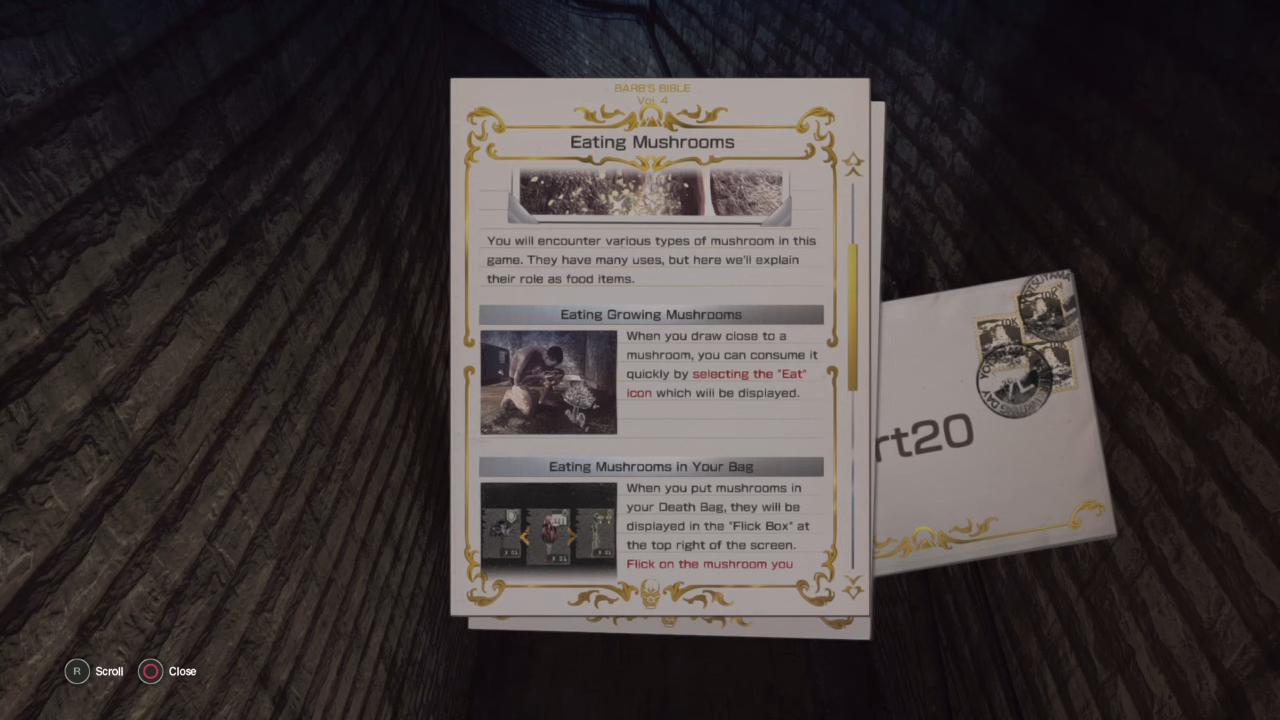 BARB'S BIBLE
Vol. 4
Eating Mushrooms
You will encounter various types of mushroom in this
game. They have many uses, but here we'll explain
their role as food items.
Eating Growing Mushrooms
When you draw close to a
mushroom, you can consume it
quickly by selecting the "Eat"
icon which will be displayed.
Eating Mushrooms in Your Bag
When you put mushrooms in
your Death Bag, they will be
displayed in the "Flick Box" at
the top right of the screen.
Flick on the mushroom you
rt20
R Scroll Close